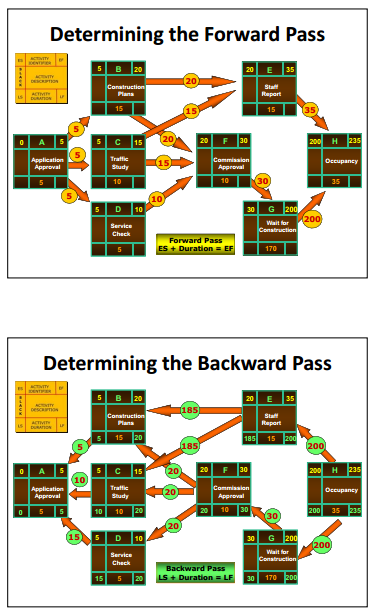 Determining the Forward Pass
ES ACTIVITY IDENTIFIER EF
SLACK
ACTIVITY DESCRIPTION
LS ACTIVITY DURATION LF
5 B 20
Construction
Plans
15
20 E 35
Staff
Report
15
20
15
5
20
35
0 A 5
Application
Approval
5
5
5 C 15
Traffic
Study
10
15
20 F 30
Commission
Approval
10
200 H 235
Occupancy
35
5
10
30
5 D 10
Service
Check
5
30 G 200
Wait for
Construction
170
200
Forward Pass
ES + Duration = EF
Determining the Backward Pass
ES ACTIVITY IDENTIFIER EF
SLACK
ACTIVITY DESCRIPTION
LS ACTIVITY DURATION LF
5 B 20
Construction
Plans
5 15 20
185
20 E 35
Staff
Report
185 15 200
5
185
200
0 A 5
Application
Approval
0 5 5
10
5 C 15
Traffic
Study
10 10 20
20
20
20 F 30
Commission
Approval
20 10 30
200 H 235
Occupancy
200 35 235
15
20
30
5 D 10
Service
Check
15 5 20
30 G 200
Wait for
Construction
30 170 200
200
Backward Pass
LS + Duration = LF